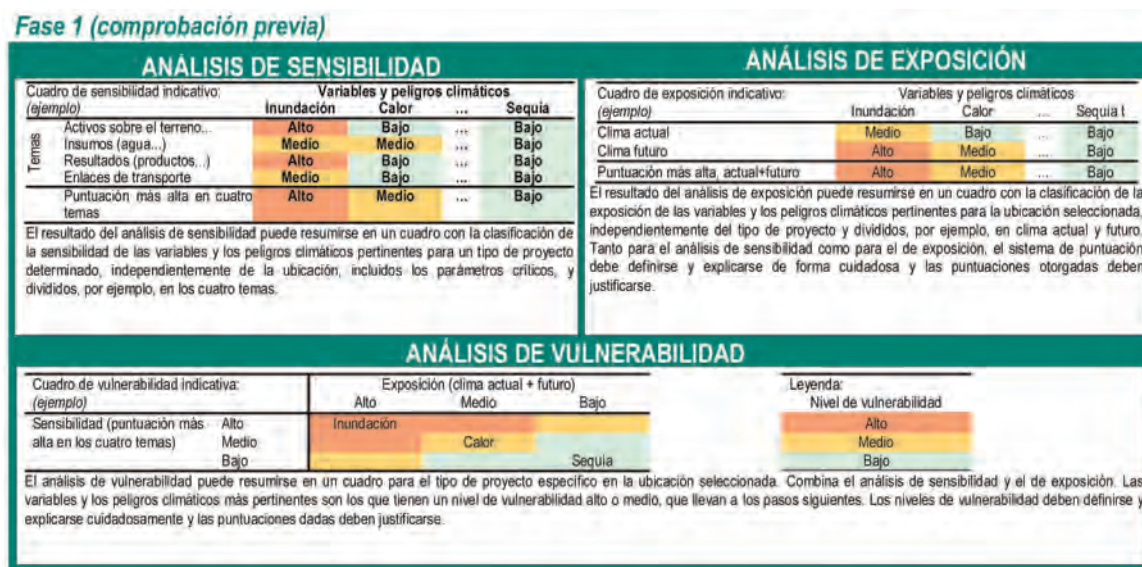 Fase 1 (comprobación previa)
ANÁLISIS DE SENSIBILIDAD
Cuadro de sensibilidad indicativo: Variables y peligros climáticos
(ejemplo) Inundación Calor ... Sequia
Temas
Activos sobre el terreno... Alto Bajo ... Bajo
Insumos (agua...) Medio Medio ... Bajo
Resultados (productos,..) Alto Bajo ... Bajo
Enlaces de transporte Medio Bajo ... Bajo
Puntuación más alta en cuatro Alto Medio ... Bajo
temas
El resultado del análisis de sensibilidad puede resumirse en un cuadro con la clasificación de
la sensibilidad de las variables y los peligros climáticos pertinentes para un tipo de proyecto
determinado, independientemente de la ubicación, incluidos los parámetros críticos, y
divididos, por ejemplo, en los cuatro temas.
ANÁLISIS DE EXPOSICIÓN
Cuadro de exposición indicativo: Variables y peligros climáticos
(ejemplo) Inundación Calor ... Sequia t
Clima actual Medio Bajo ... Bajo
Clima futuro Alto Medio ... Bajo
Puntuación más alta, actual+futuro Alto Medio ... Bajo
El resultado del análisis de exposición puede resumirse en un cuadro con la clasificación de la
exposición de las variables y los peligros climáticos pertinentes para la ubicación seleccionada,
independientemente del tipo de proyecto y divididos, por ejemplo, en clima actual y futuro.
Tanto para el análisis de sensibilidad como para el de exposición, el sistema de puntuación
debe definirse y explicarse de forma cuidadosa y las puntuaciones otorgadas deben
justificarse.
ANÁLISIS DE VULNERABILIDAD
Cuadro de vulnerabilidad indicativa: Exposición (clima actual + futuro)
(ejemplo) Alto Medio Bajo
Sensibilidad (puntuación más Alto Inundación
alta en los cuatro temas) Medio Calor
Bajo Sequia
Leyenda:
Nivel de vulnerabilidad
Alto
Medio
Bajo
El análisis de vulnerabilidad puede resumirse en un cuadro para el tipo de proyecto específico en la ubicación seleccionada. Combina el análisis de sensibilidad y el de exposición. Las
variables y los peligros climáticos más pertinentes son los que tienen un nivel de vulnerabilidad alto o medio, que llevan a los pasos siguientes. Los niveles de vulnerabilidad deben definirse y
explicarse cuidadosamente y las puntuaciones dadas deben justificarse.